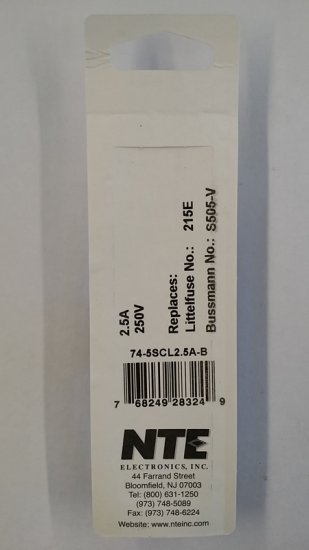 2.5A
250V
Replaces:
Littelfuse No.: 215E
Bussmann No.: S505-V
74-5SCL2.5A-B
7 68249 28324 9
NTE
ELECTRONICS, INC.
44 Farrand Street
Bloomfield, NJ 07003
Tel: (800) 631-1250
(973) 748-5089
Fax: (973) 748-6224
Website: www.nteinc.com